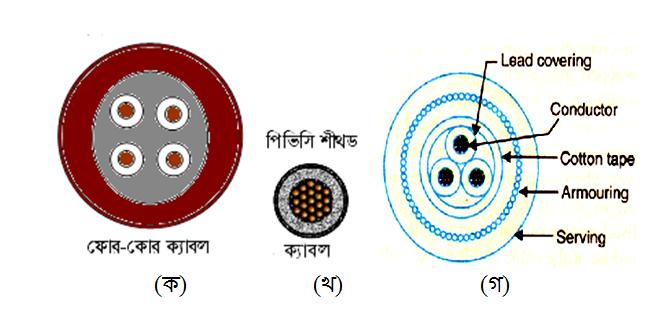 ফোর-কোর ক্যাবল
(ক)
পিভিসি শীথড
ক্যাবল
(খ)
Lead covering
Conductor
Cotton tape
Armouring
Serving
(গ)